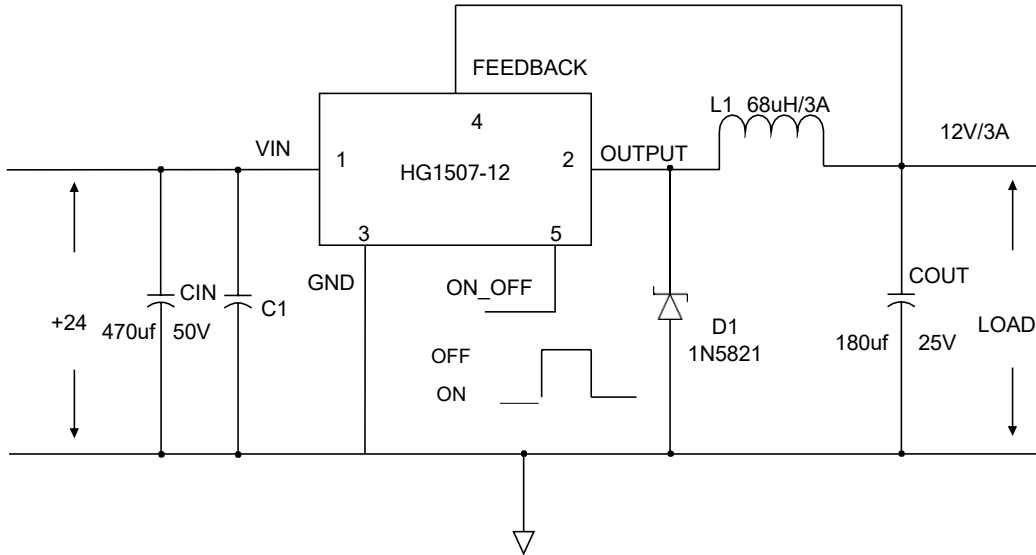 FEEDBACK
L1 68uH/3A
4
12V/3A
VIN
OUTPUT
1
HG1507-12
2
3
5
GND
ON_OFF
CIN
C1
COUT
+24
470uf 50V
D1
1N5821
180uf 25V
LOAD
OFF
ON